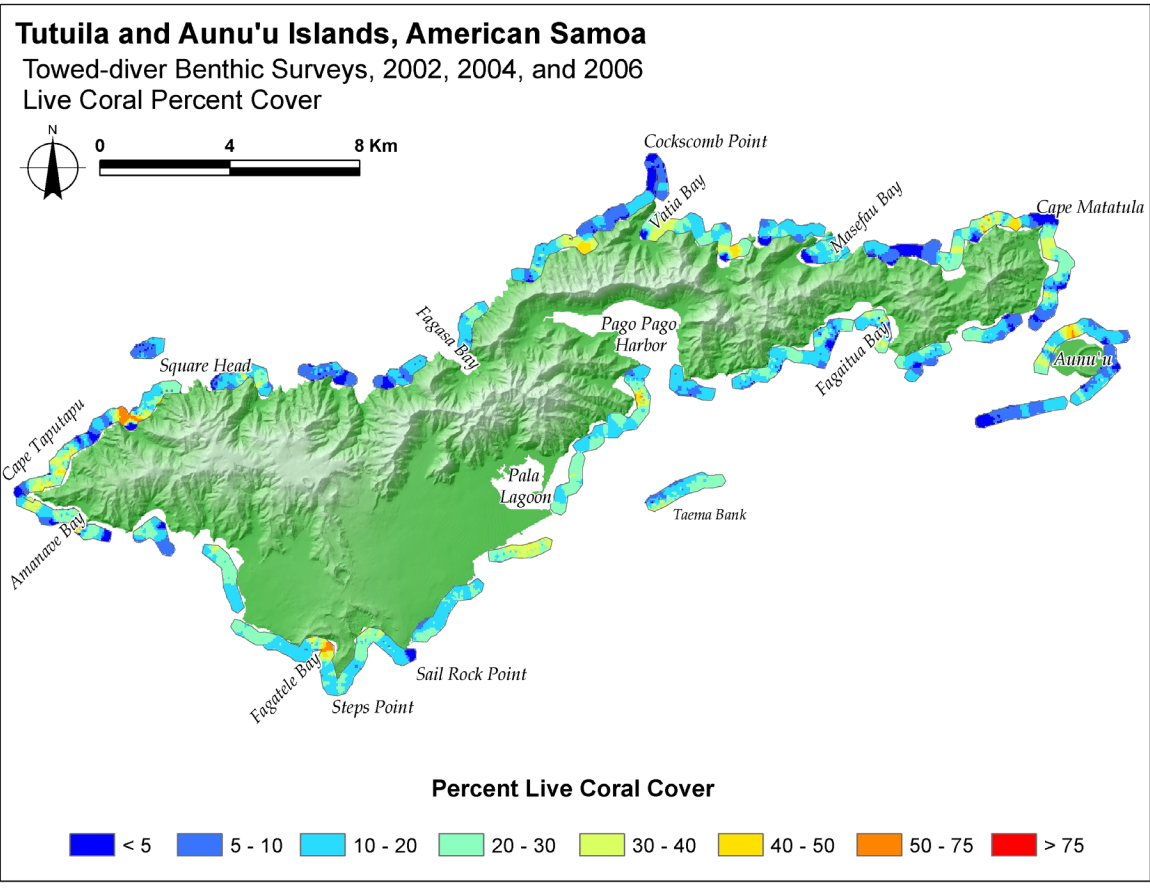 Tutuila and Aunu'u Islands, American Samoa
Towed-diver Benthic Surveys, 2002, 2004, and 2006
Live Coral Percent Cover
N
0 4 8 Km
Cockscomb Point
Vatia Bay
Masefau Bay
Cape Matatula
Fagasa Bay
Pago Pago
Harbor
Square Head
Fagaitua Bay
Aunu'u
Cape Taputapu
Pala
Lagoon
Taema Bank
Amanave Bay
Fagatele Bay
Sail Rock Point
Steps Point
Percent Live Coral Cover
< 5 5 - 10 10 - 20 20 - 30 30 - 40 40 - 50 50 - 75 > 75